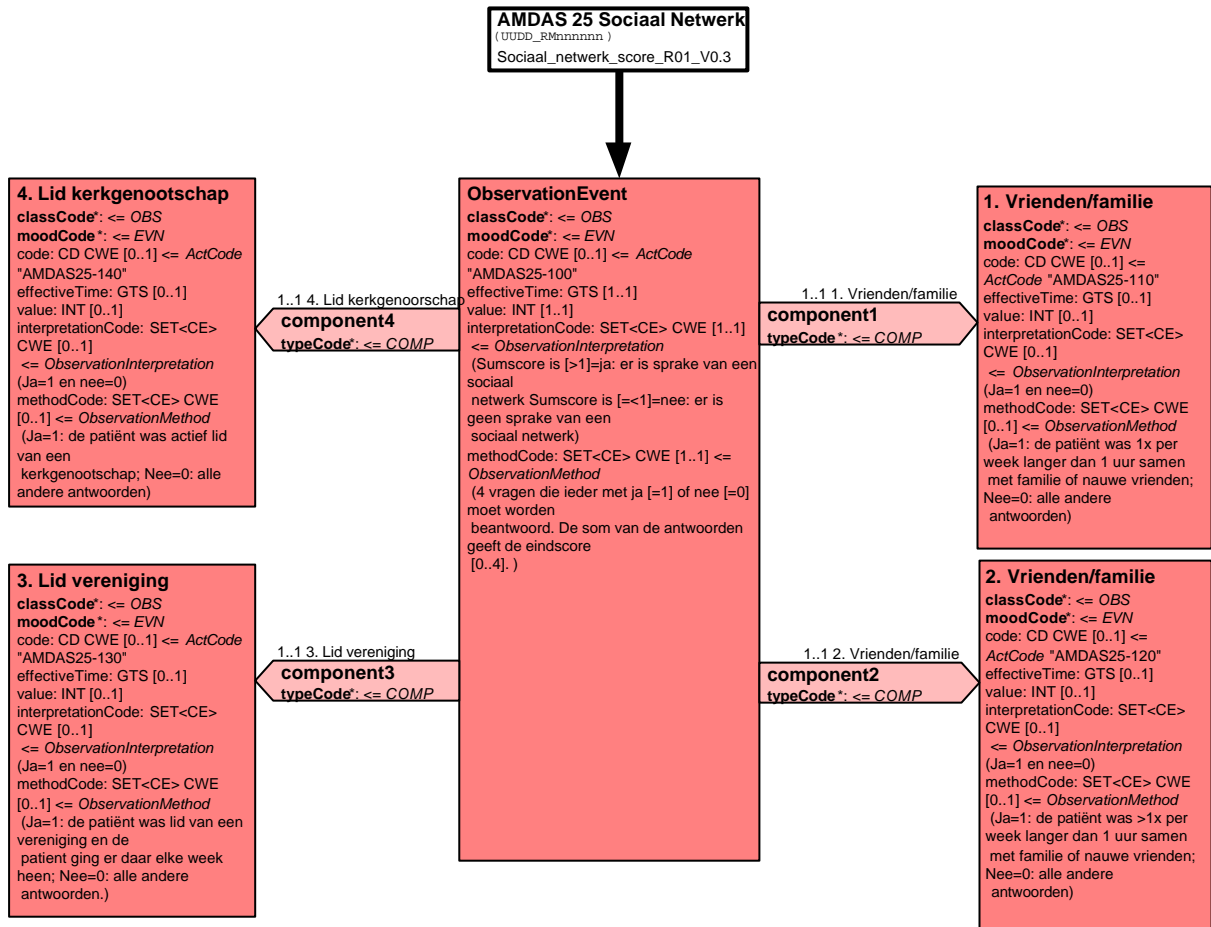 AMDAS 25 Sociaal Netwerk
(UUDD_RMnnnnnn )
Sociaal_netwerk_score_R01_V0.3
4. Lid kerkgenootschap
classCode*: <= OBS
moodCode*: <= EVN
code: CD CWE [0..1] <= ActCode
"AMDAS25-140"
effectiveTime: GTS [0..1]
value: INT [0..1]
interpretationCode: SET<CE>
CWE [0..1]
<= ObservationInterpretation
(Ja=1 en nee=0)
methodCode: SET<CE> CWE
[0..1] <= ObservationMethod
(Ja=1: de patiënt was actief lid
van een
kerkgenootschap; Nee=0: alle
andere antwoorden)
1..1 4. Lid kerkgenoorschap
component4
typeCode*: <= COMP
ObservationEvent
classCode*: <= OBS
moodCode*: <= EVN
code: CD CWE [0..1] <= ActCode
"AMDAS25-100"
effectiveTime: GTS [1..1]
value: INT [1..1]
interpretationCode: SET<CE> CWE [1..1]
<= ObservationInterpretation
(Sumscore is [>1]=ja: er is sprake van een
sociaal
netwerk Sumscore is [=<1]=nee: er is
geen sprake van een
sociaal netwerk)
methodCode: SET<CE> CWE [1..1] <=
ObservationMethod
(4 vragen die ieder met ja [=1] of nee [=0]
moet worden
beantwoord. De som van de antwoorden
geeft de eindscore
[0..4]. )
1..1 1. Vrienden/familie
component1
typeCode*: <= COMP
1. Vrienden/familie
classCode*: <= OBS
moodCode*: <= EVN
code: CD CWE [0..1] <=
ActCode "AMDAS25-110"
effectiveTime: GTS [0..1]
value: INT [0..1]
interpretationCode: SET<CE>
CWE [0..1]
<= ObservationInterpretation
(Ja=1 en nee=0)
methodCode: SET<CE> CWE
[0..1] <= ObservationMethod
(Ja=1: de patiënt was 1x per
week langer dan 1 uur samen
met familie of nauwe vrienden;
Nee=0: alle andere
antwoorden)
3. Lid vereniging
classCode*: <= OBS
moodCode*: <= EVN
code: CD CWE [0..1] <= ActCode
"AMDAS25-130"
effectiveTime: GTS [0..1]
value: INT [0..1]
interpretationCode: SET<CE>
CWE [0..1]
<= ObservationInterpretation
(Ja=1 en nee=0)
methodCode: SET<CE> CWE
[0..1] <= ObservationMethod
(Ja=1: de patiënt was lid van een
vereniging en de
patient ging er daar elke week
heen; Nee=0: alle andere
antwoorden.)
1..1 3. Lid vereniging
component3
typeCode*: <= COMP
1..1 2. Vrienden/familie
component2
typeCode*: <= COMP
2. Vrienden/familie
classCode*: <= OBS
moodCode*: <= EVN
code: CD CWE [0..1] <=
ActCode "AMDAS25-120"
effectiveTime: GTS [0..1]
value: INT [0..1]
interpretationCode: SET<CE>
CWE [0..1]
<= ObservationInterpretation
(Ja=1 en nee=0)
methodCode: SET<CE> CWE
[0..1] <= ObservationMethod
(Ja=1: de patiënt was >1x per
week langer dan 1 uur samen
met familie of nauwe vrienden;
Nee=0: alle andere
antwoorden)